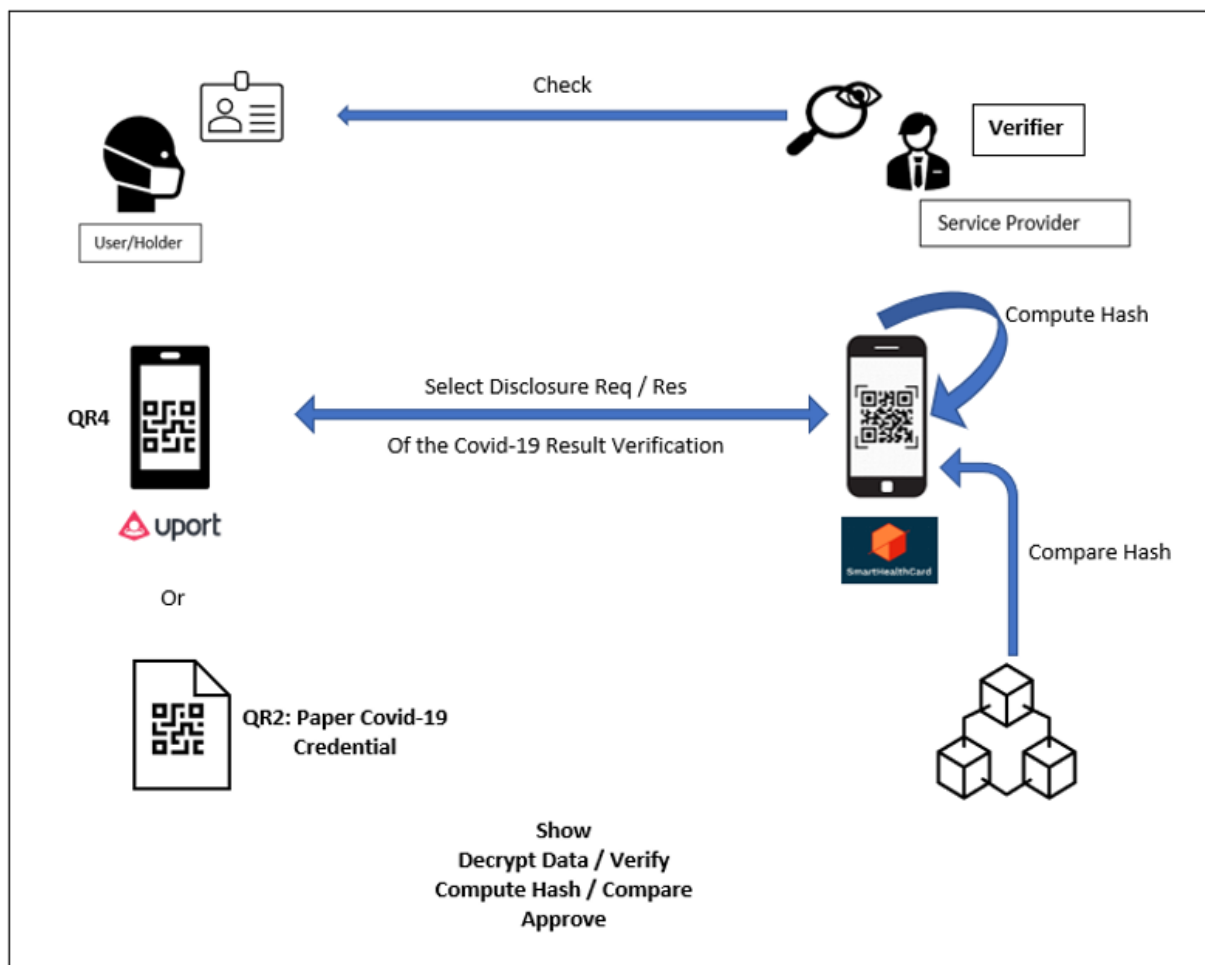 Check
Verifier
User/Holder
Service Provider
Compute Hash
QR4
Select Disclosure Req / Res
Of the Covid-19 Result Verification
uport
SmartHealthCard
Compare Hash
Or
QR2: Paper Covid-19
Credential
Show
Decrypt Data / Verify
Compute Hash / Compare
Approve